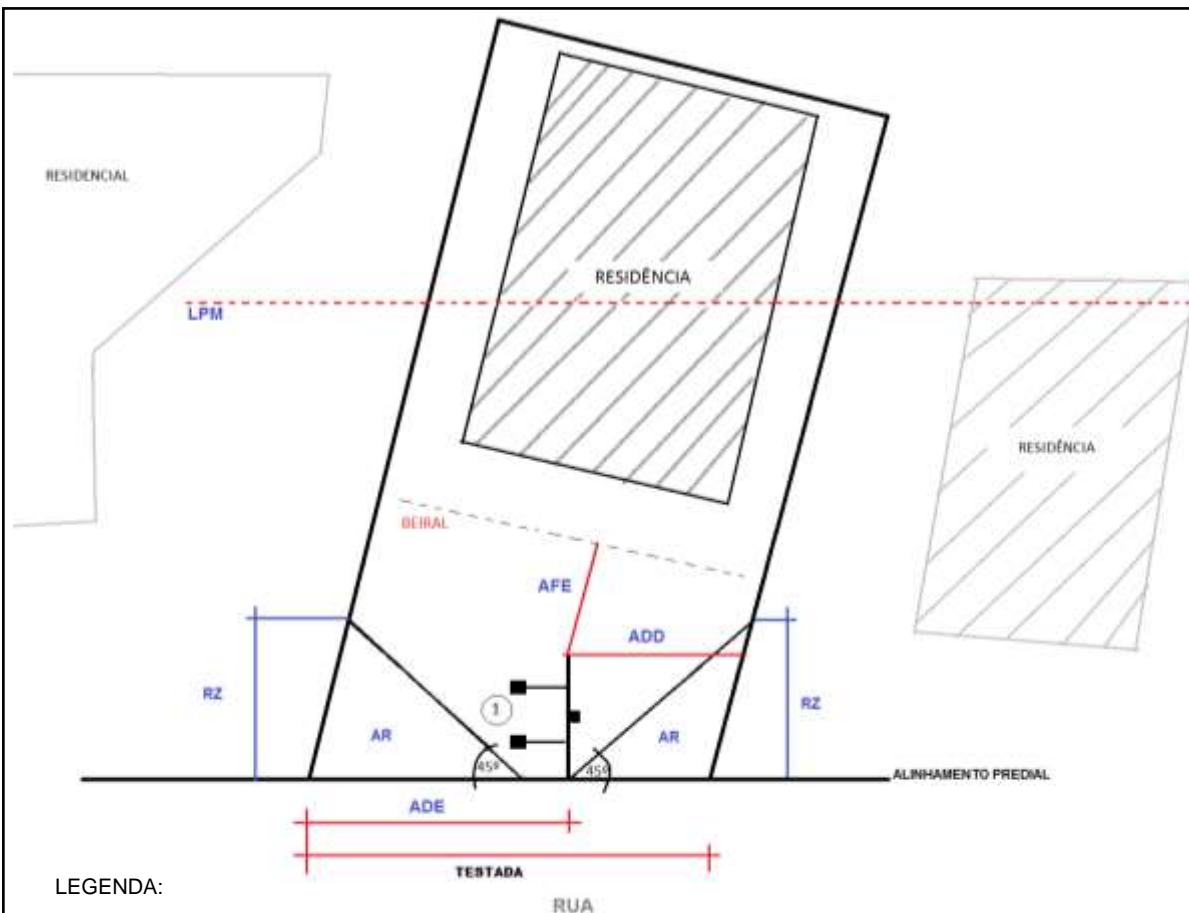 RESIDENCIAL
RESIDÊNCIA
LPM
RESIDÊNCIA
BEIRAL
AFE
ADD
RZ
1
RZ
AR
AR
45º
45º
ALINHAMENTO PREDIAL
ADE
TESTADA
LEGENDA:
RUA